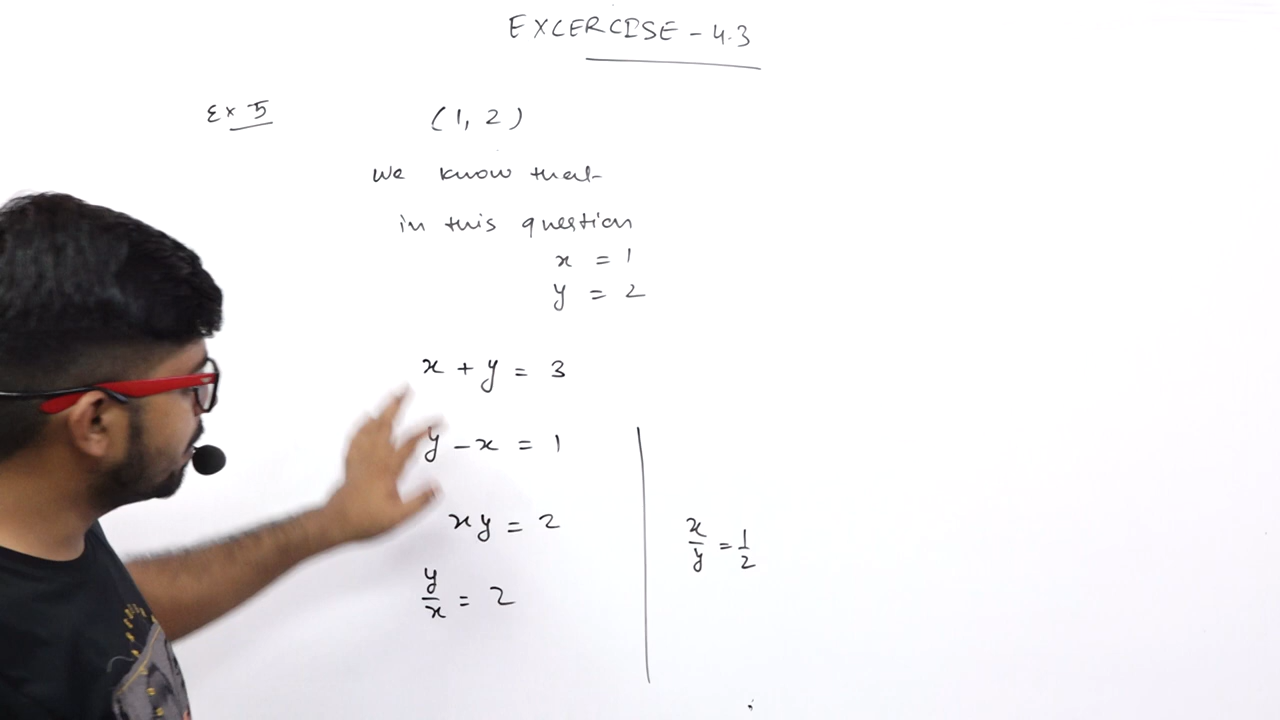 EXCERCISE - 4.3
Ex 5
(1, 2)
We know that
in this question
x = 1
y = 2
x + y = 3
y - x = 1
xy = 2
y/x = 2
x/y = 1/2